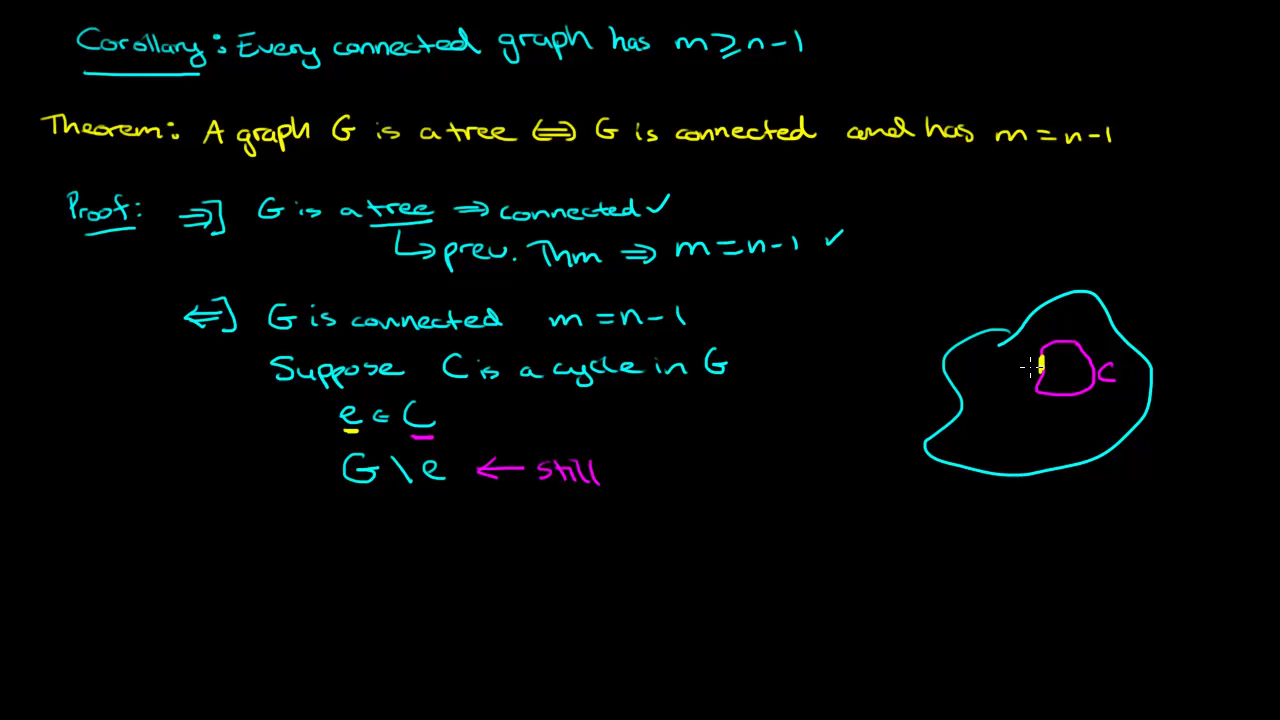 Corollary: Every connected graph has m ⩾ n-1
Theorem: A graph G is a tree ⟺ G is connected and has m = n-1
Proof: ⇒] G is a tree ⇒ connected ✓
↳ prev. Thm ⇒ m = n-1 ✓
⇐] G is connected m = n-1
Suppose C is a cycle in G
e ∈ C
G \ e ← still
C